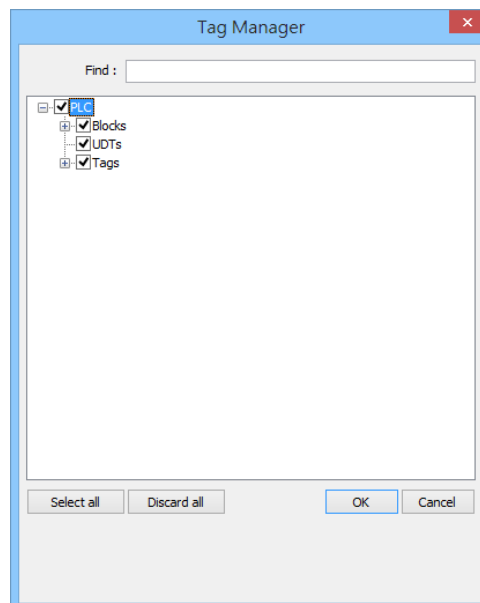 Tag Manager
Find :
PLC
Blocks
UDTs
Tags
Select all Discard all OK Cancel